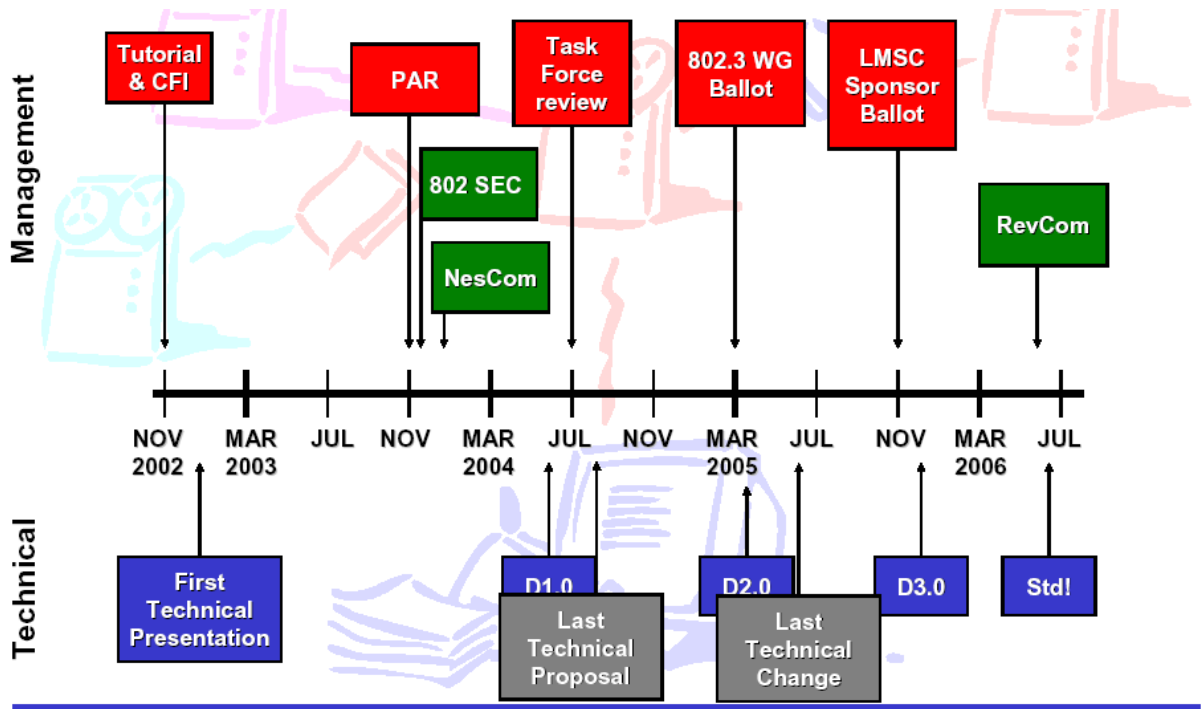 Management
Tutorial
& CFI
PAR
Task
Force
review
802.3 WG
Ballot
LMSC
Sponsor
Ballot
802 SEC
NesCom
RevCom
NOV
2002
MAR
2003
JUL
NOV
MAR
2004
JUL
NOV
MAR
2005
JUL
NOV
MAR
2006
JUL
Technical
First
Technical
Presentation
D1.0
Last
Technical
Proposal
D2.0
Last
Technical
Change
D3.0
Std!